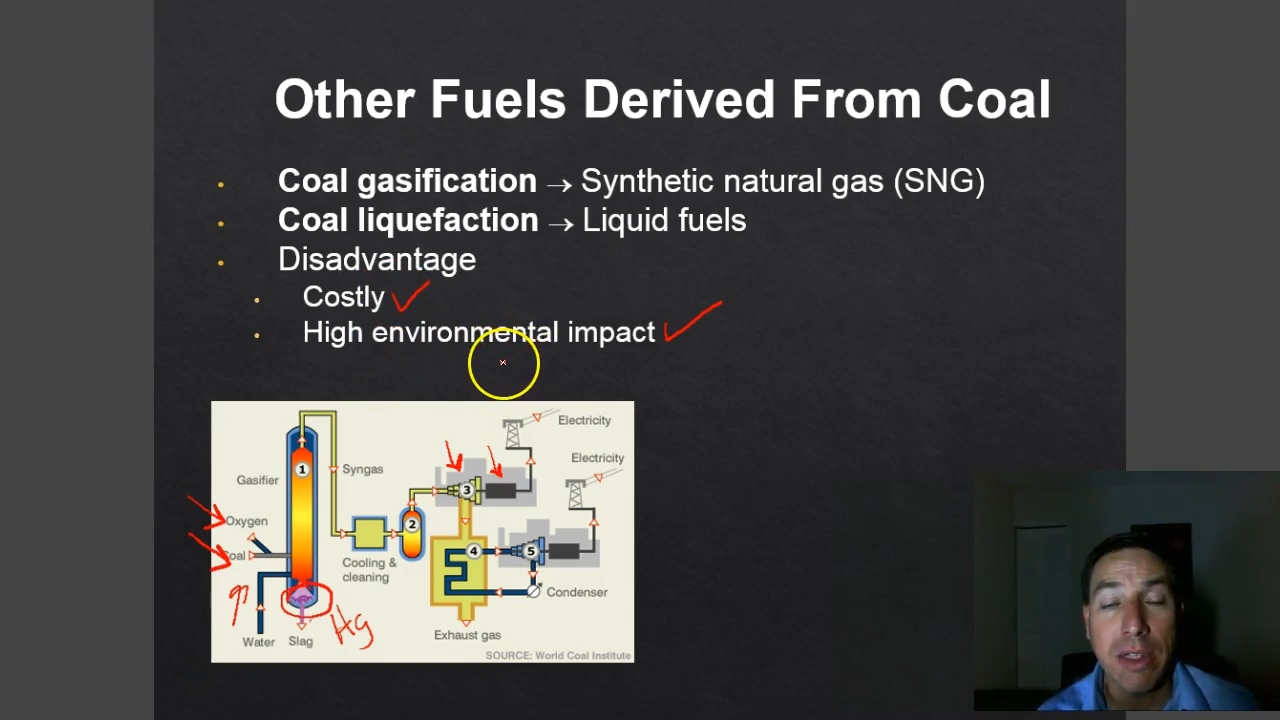 Other Fuels Derived From Coal
• Coal gasification → Synthetic natural gas (SNG)
• Coal liquefaction → Liquid fuels
• Disadvantage
• Costly
• High environmental impact
Electricity
Electricity
1
Syngas
Gasifier
3
2
Oxygen
4
5
Coal
Cooling &
cleaning
Condenser
Hg
Water
Slag
Exhaust gas
SOURCE: World Coal Institute